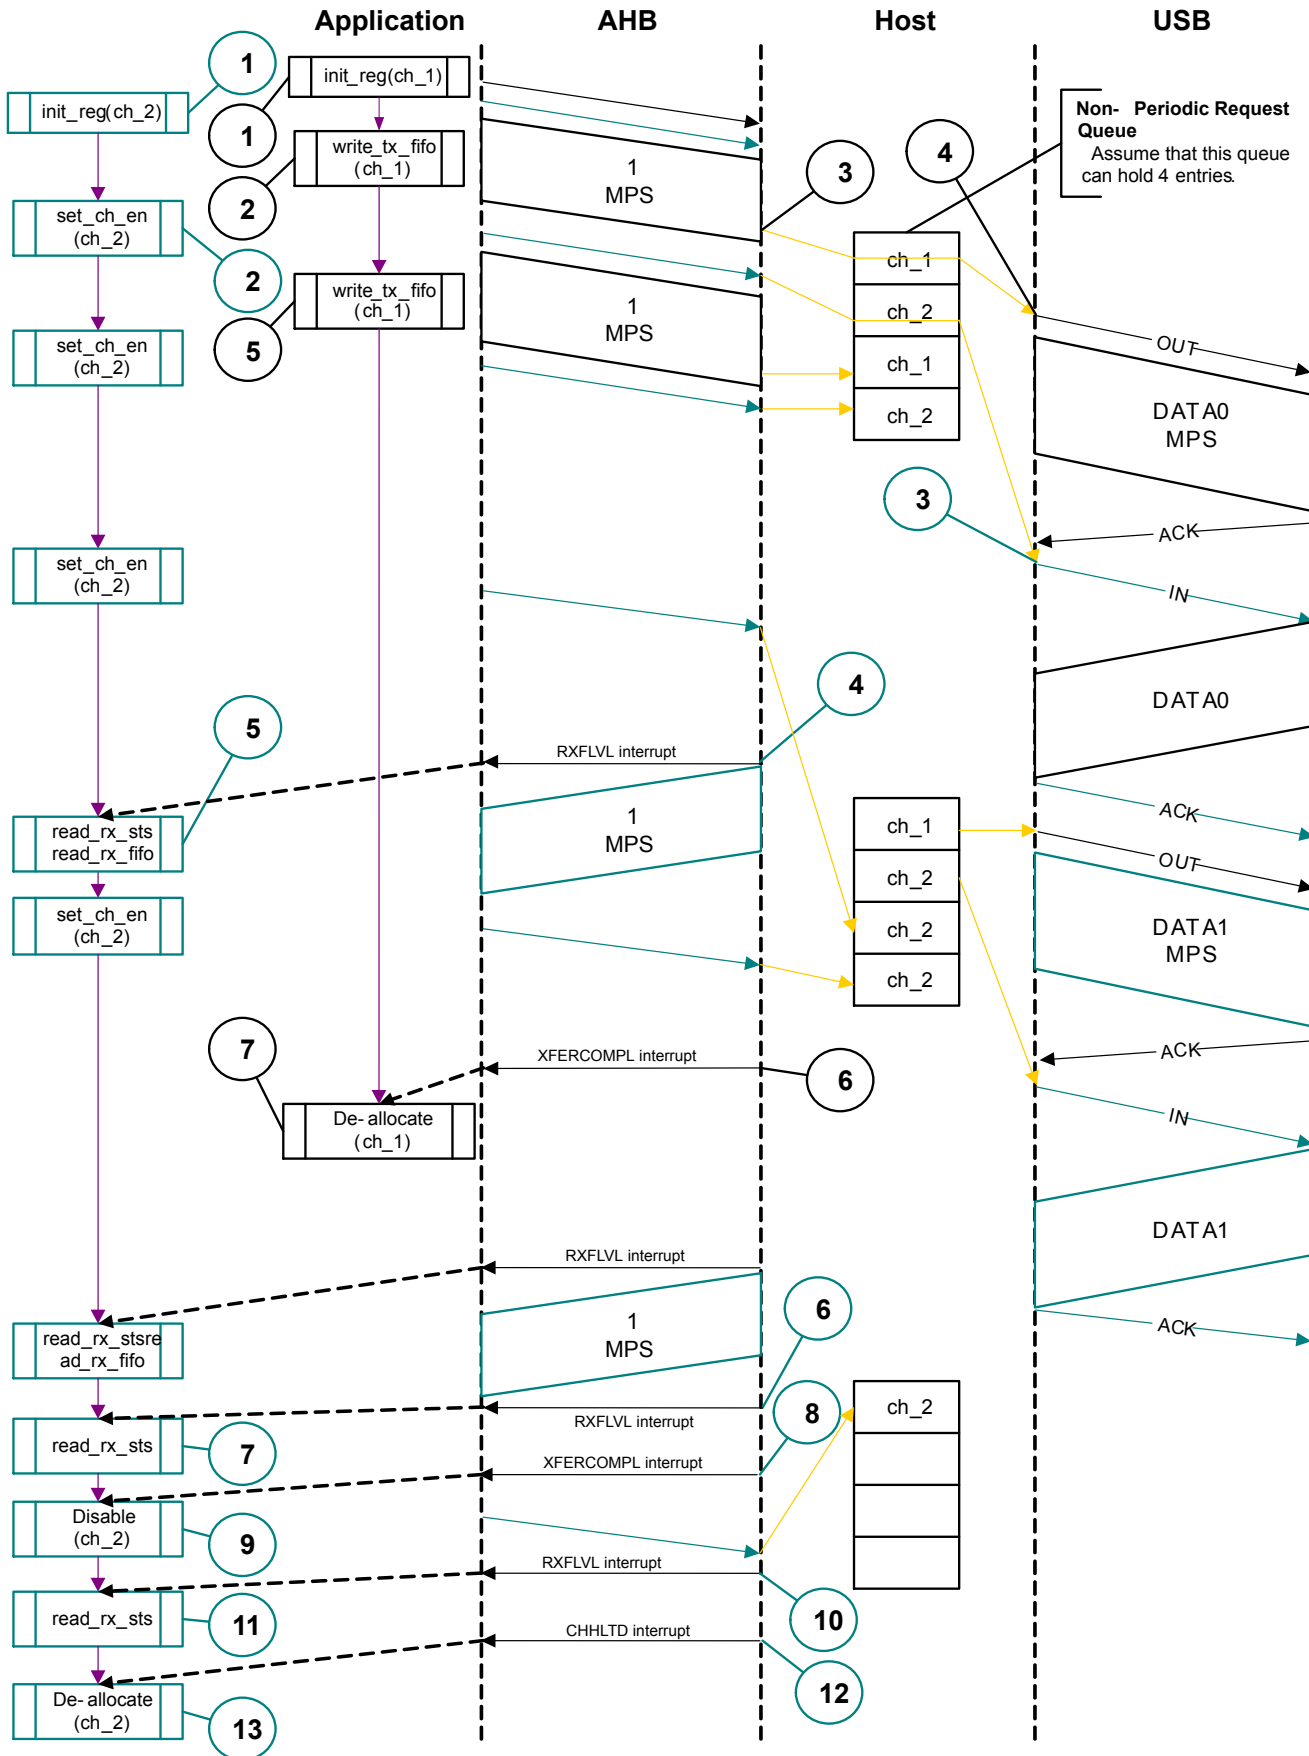 Application
AHB
Host
USB
1
init_reg(ch_1)
init_reg(ch_2)
1
Non- Periodic Request
Queue
Assume that this queue
can hold 4 entries.
write_tx_fifo
(ch_1)
1
MPS
3
4
2
set_ch_en
(ch_2)
ch_1
2
write_tx_fifo
(ch_1)
ch_2
1
MPS
set_ch_en
(ch_2)
5
OUT
ch_1
ch_2
DATA0
MPS
3
ACK
set_ch_en
(ch_2)
IN
4
DATA0
5
RXFLVL interrupt
read_rx_sts
read_rx_fifo
1
MPS
ch_1
ACK
OUT
ch_2
set_ch_en
(ch_2)
ch_2
DATA1
MPS
ch_2
7
XFERCOMPL interrupt
6
ACK
De-allocate
(ch_1)
IN
DATA1
RXFLVL interrupt
6
read_rx_stsre
ad_rx_fifo
1
MPS
ACK
ch_2
8
RXFLVL interrupt
read_rx_sts
7
XFERCOMPL interrupt
Disable
(ch_2)
9
RXFLVL interrupt
read_rx_sts
11
10
CHHLTD interrupt
De-allocate
(ch_2)
12
13